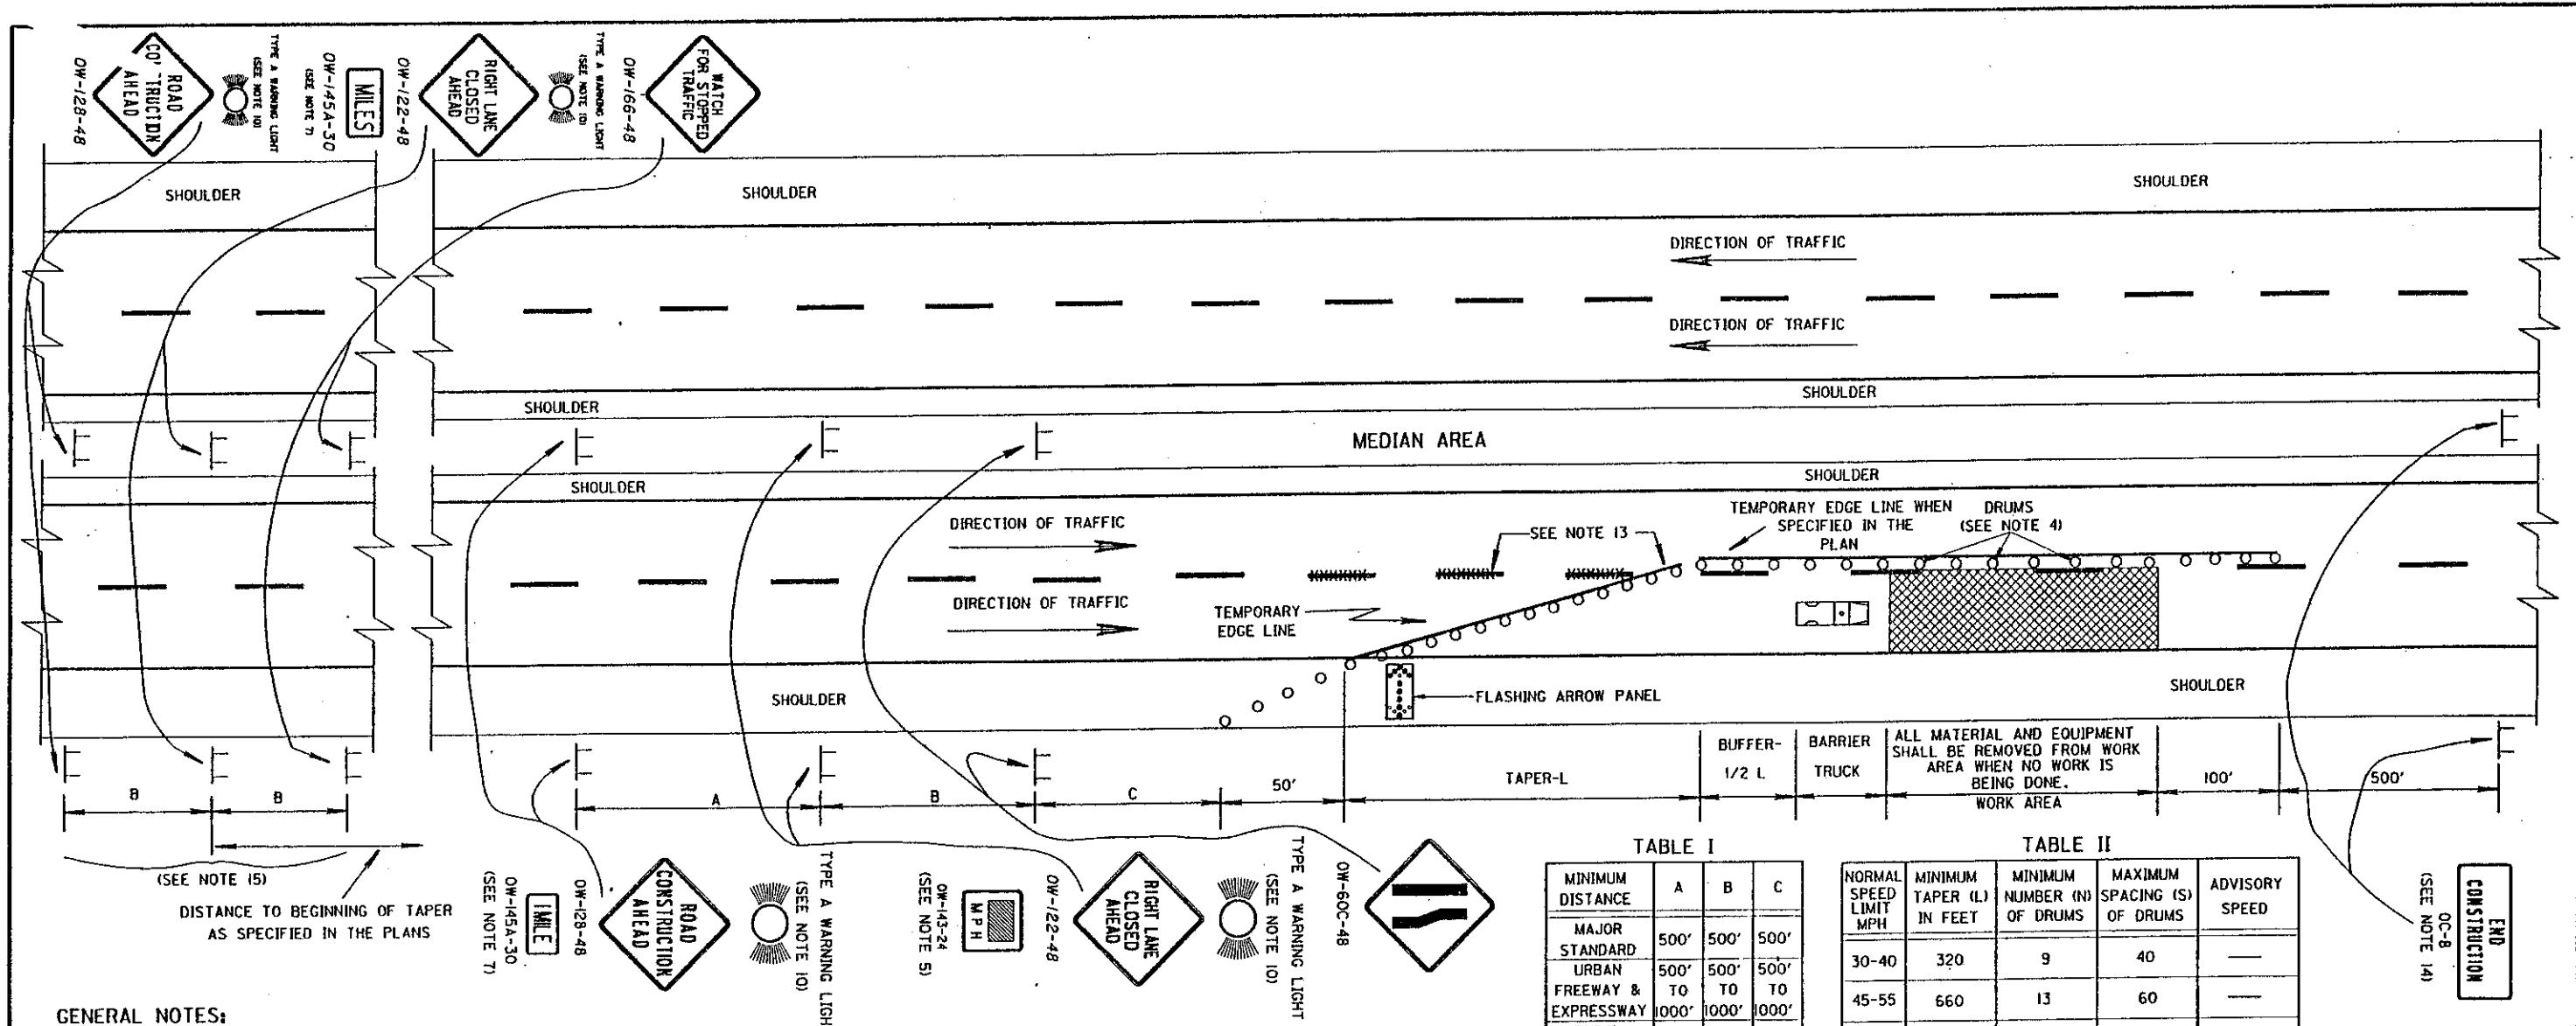 ROAD
CO' TRUCTION
AHEAD
OW-128-48
TYPE A WARNING LIGHT
(SEE NOTE 10)
MILES
OW-145A-30
(SEE NOTE 7)
RIGHT LANE
CLOSED
AHEAD
OW-122-48
TYPE A WARNING LIGHT
(SEE NOTE 10)
WATCH
FOR STOPPED
TRAFFIC
OW-166-48
SHOULDER
SHOULDER
SHOULDER
DIRECTION OF TRAFFIC
DIRECTION OF TRAFFIC
SHOULDER
SHOULDER
MEDIAN AREA
SHOULDER
SHOULDER
DIRECTION OF TRAFFIC
SEE NOTE 13
TEMPORARY EDGE LINE WHEN
SPECIFIED IN THE
PLAN
DRUMS
(SEE NOTE 4)
DIRECTION OF TRAFFIC
TEMPORARY
EDGE LINE
SHOULDER
FLASHING ARROW PANEL
SHOULDER
B
B
A
B
C
50'
TAPER-L
BUFFER-
1/2 L
BARRIER
TRUCK
ALL MATERIAL AND EQUIPMENT
SHALL BE REMOVED FROM WORK
AREA WHEN NO WORK IS
BEING DONE.
WORK AREA
100'
500'
(SEE NOTE 15)
DISTANCE TO BEGINNING OF TAPER
AS SPECIFIED IN THE PLANS
1MILE
OW-145A-30
(SEE NOTE 7)
ROAD
CONSTRUCTION
AHEAD
OW-128-48
TYPE A WARNING LIGH
(SEE NOTE 10)
MPH
OW-143-24
(SEE NOTE 5)
RIGHT LANE
CLOSED
AHEAD
OW-122-48
TYPE A WARNING LIGHT
(SEE NOTE 10)
OW-60C-48
TABLE I
MINIMUM DISTANCE A B C
MAJOR STANDARD 500' 500' 500'
URBAN FREEWAY & EXPRESSWAY 500' TO 1000' 500' TO 1000' 500' TO 1000'
TABLE II
NORMAL SPEED LIMIT MPH MINIMUM TAPER (L) IN FEET MINIMUM NUMBER (N) OF DRUMS MAXIMUM SPACING (S) OF DRUMS ADVISORY SPEED
30-40 320 9 40 —
45-55 660 13 60 —
END
CONSTRUCTION
OC-8
(SEE NOTE 14)
GENERAL NOTES: